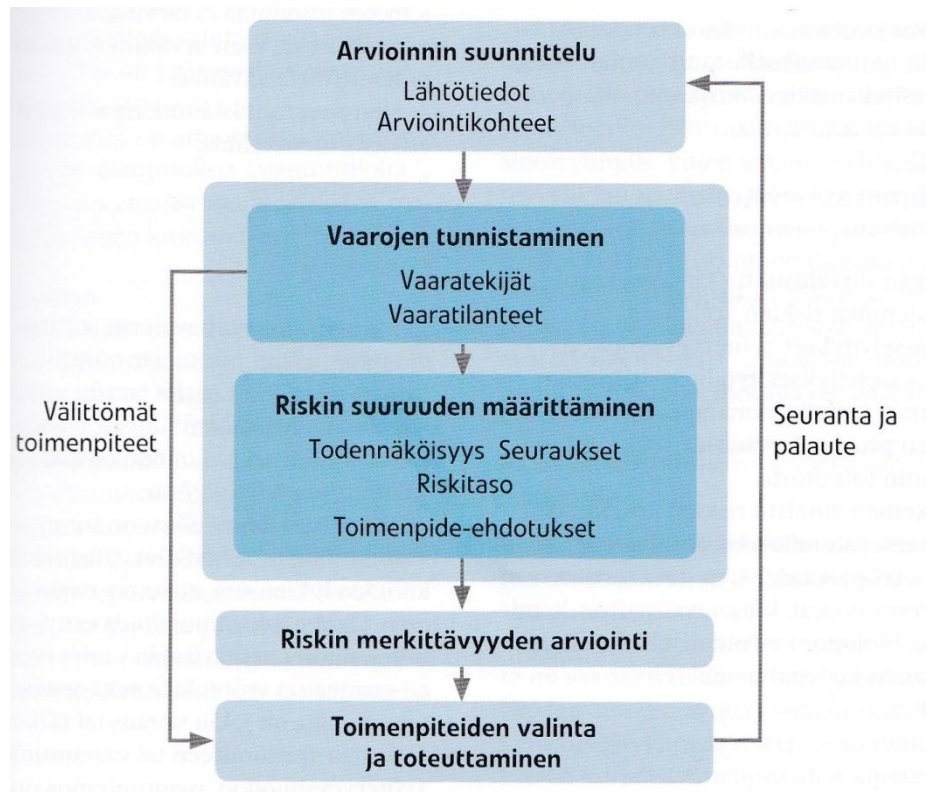 Arvioinnin suunnittelu
Lähtötiedot
Arviointikohteet
Vaarojen tunnistaminen
Vaaratekijät
Vaaratilanteet
Välittömät
toimenpiteet
Riskin suuruuden määrittäminen
Todennäköisyys Seuraukset
Riskitaso
Toimenpide-ehdotukset
Seuranta ja
palaute
Riskin merkittävyyden arviointi
Toimenpiteiden valinta
ja toteuttaminen